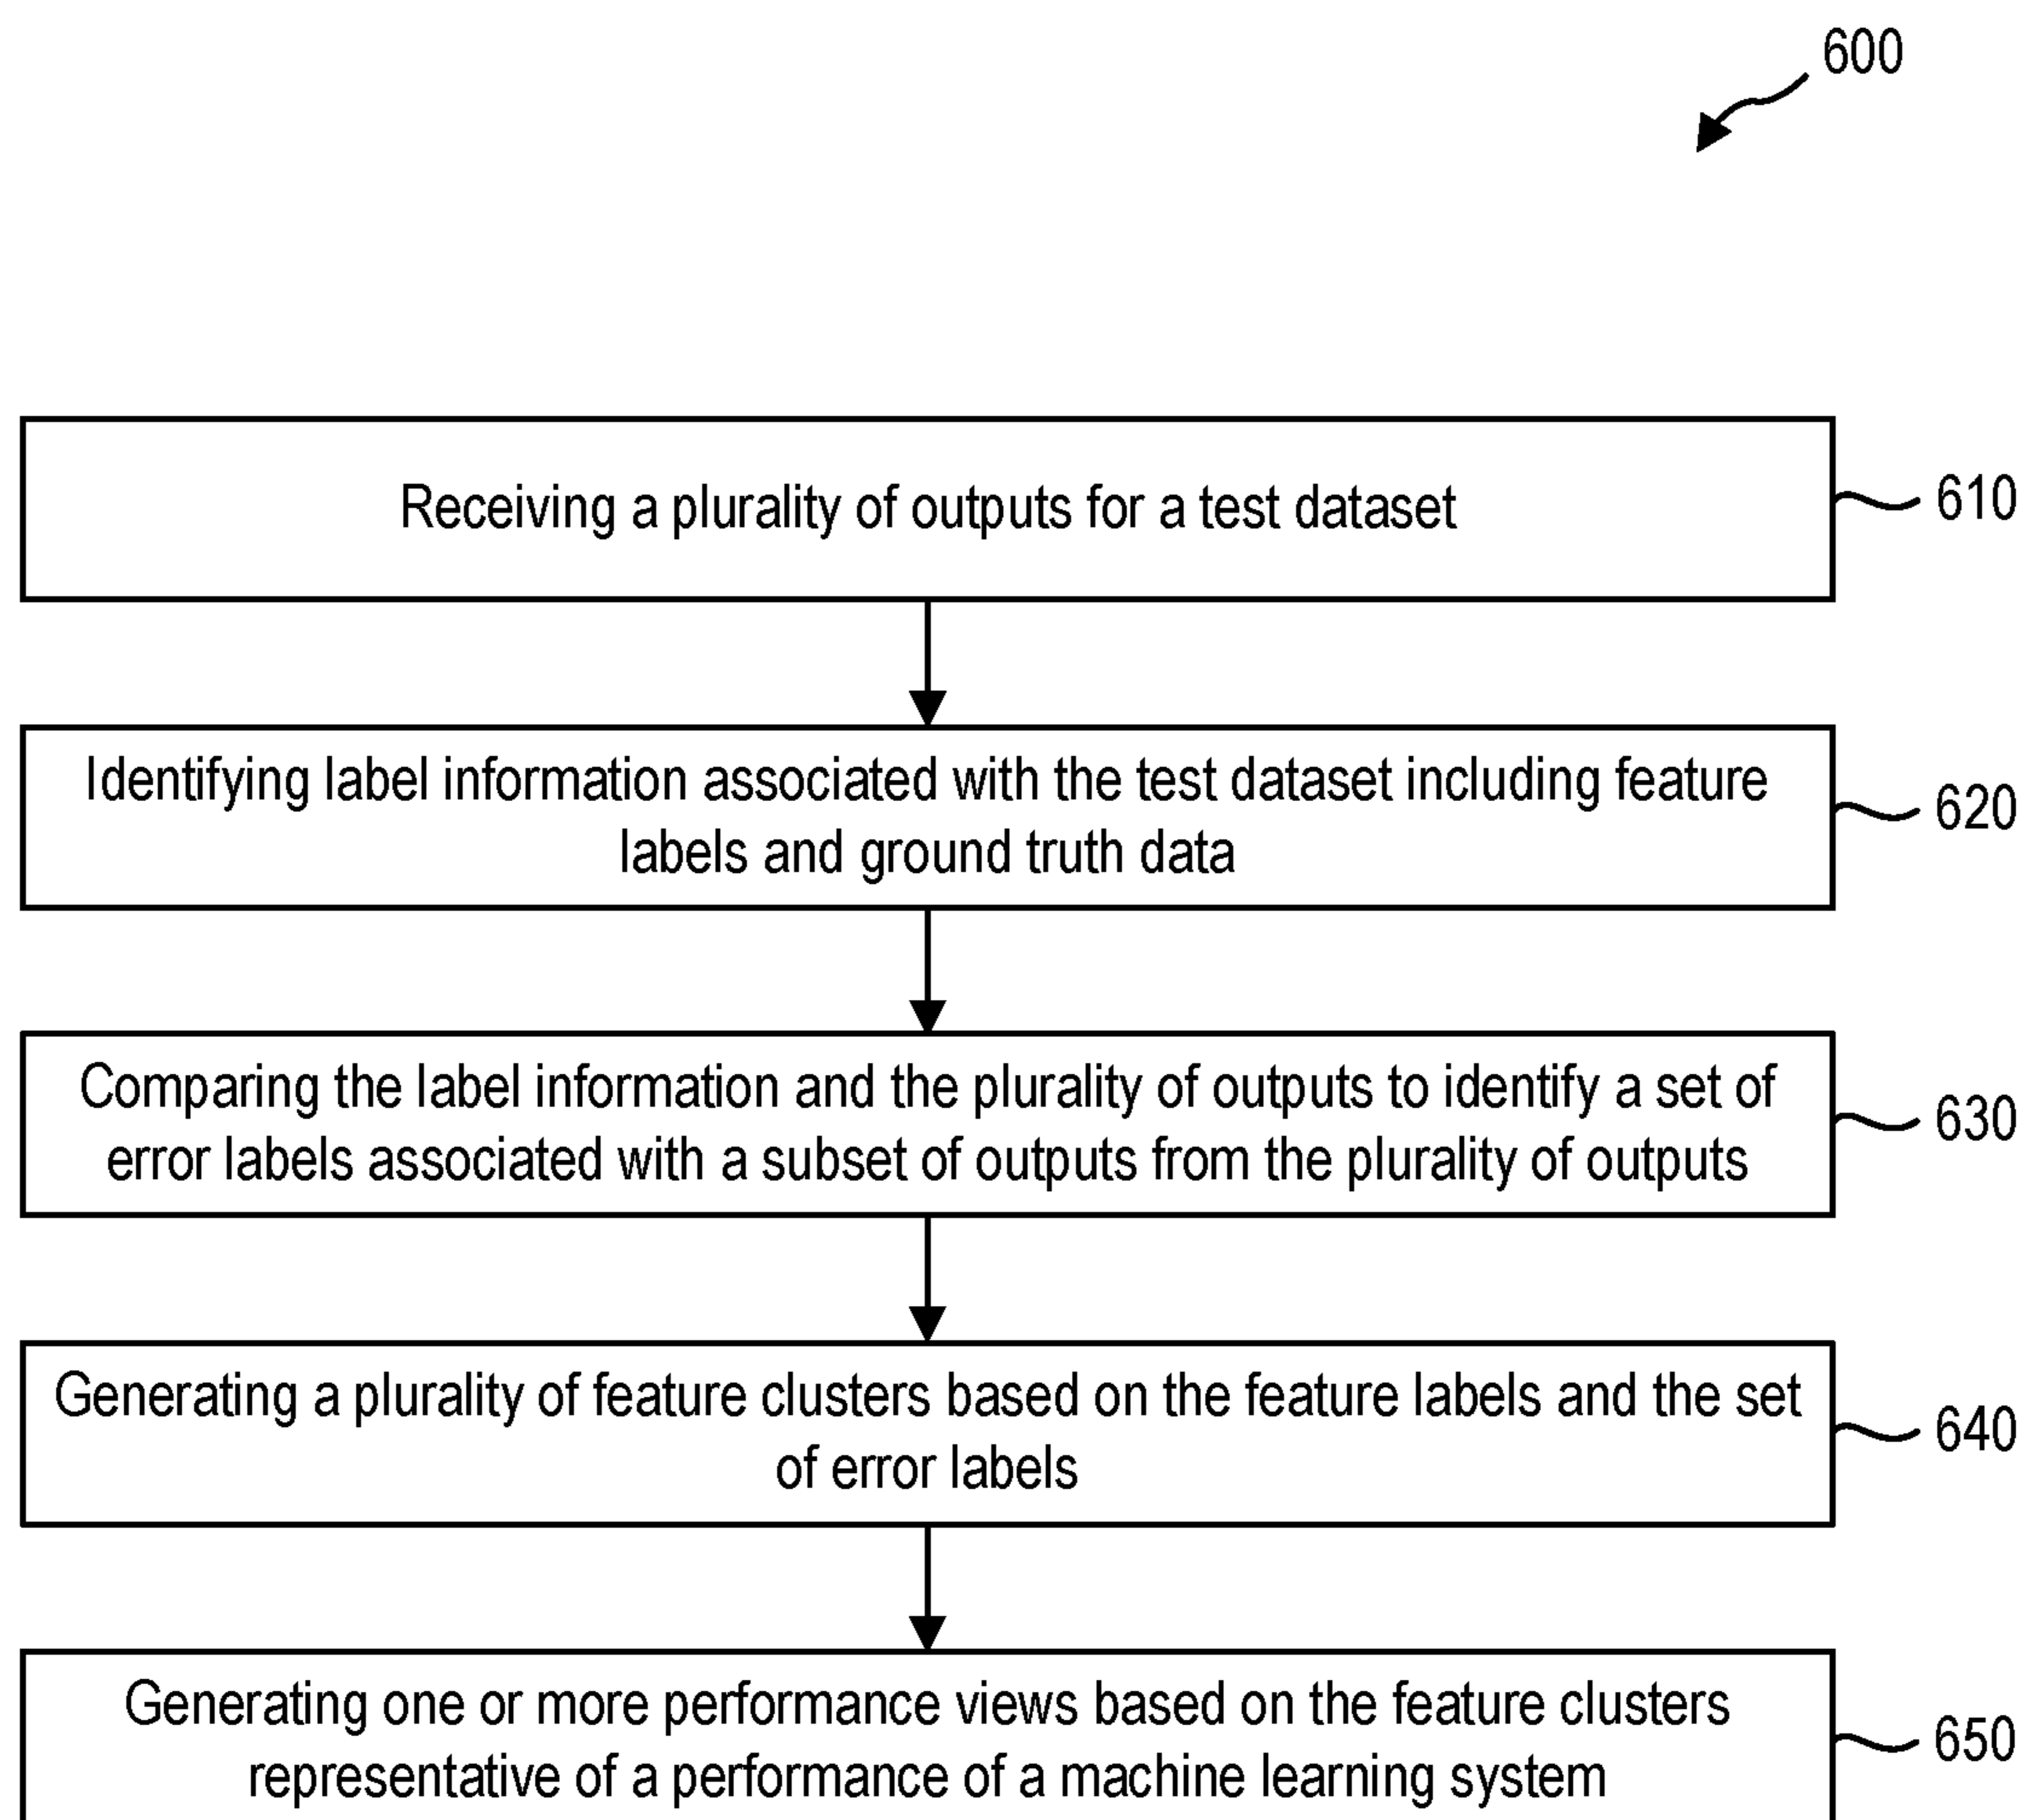 600
Receiving a plurality of outputs for a test dataset
610
Identifying label information associated with the test dataset including feature
labels and ground truth data
620
Comparing the label information and the plurality of outputs to identify a set of
error labels associated with a subset of outputs from the plurality of outputs
630
Generating a plurality of feature clusters based on the feature labels and the set
of error labels
640
Generating one or more performance views based on the feature clusters
representative of a performance of a machine learning system
650